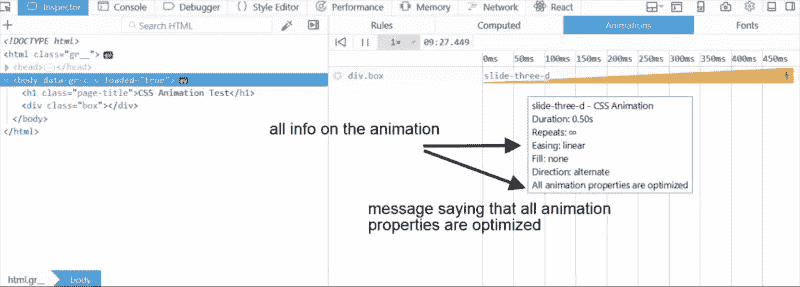 Inspector Console Debugger Style Editor Performance Memory Network React
+ Search HTML
Rules Computed Animations Fonts
<!DOCTYPE html>
<html class="gr__">
<head>…</head>
<body data-gr-c-s-loaded="true">
<h1 class="page-title">CSS Animation Test</h1>
<div class="box"></div>
</body>
</html>
html.gr__ body
1× 09:27.449
0ms 50ms 100ms 150ms 200ms 250ms 300ms 350ms 400ms 450ms
div.box slide-three-d
slide-three-d - CSS Animation
Duration: 0.50s
Repeats: ∞
Easing: linear
Fill: none
Direction: alternate
All animation properties are optimized
all info on the animation
message saying that all animation
properties are optimized